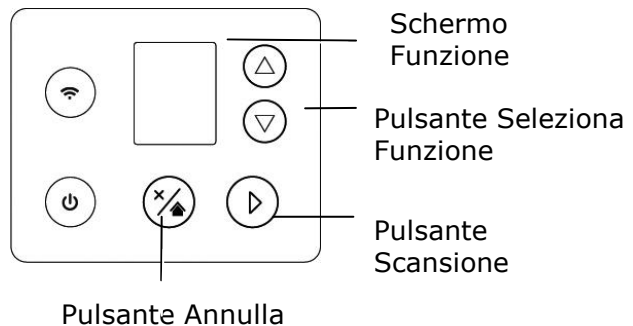 Schermo
Funzione
Pulsante Seleziona
Funzione
Pulsante
Scansione
Pulsante Annulla